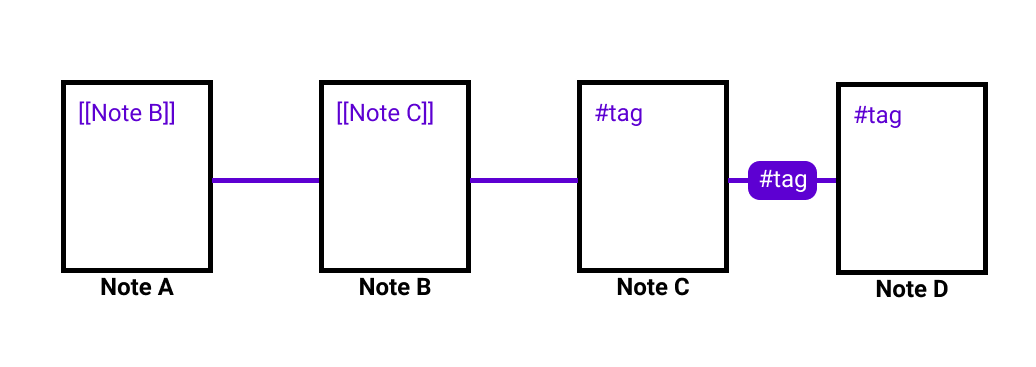 [[Note B]]
[[Note C]]
#tag
#tag
#tag
Note A
Note B
Note C
Note D